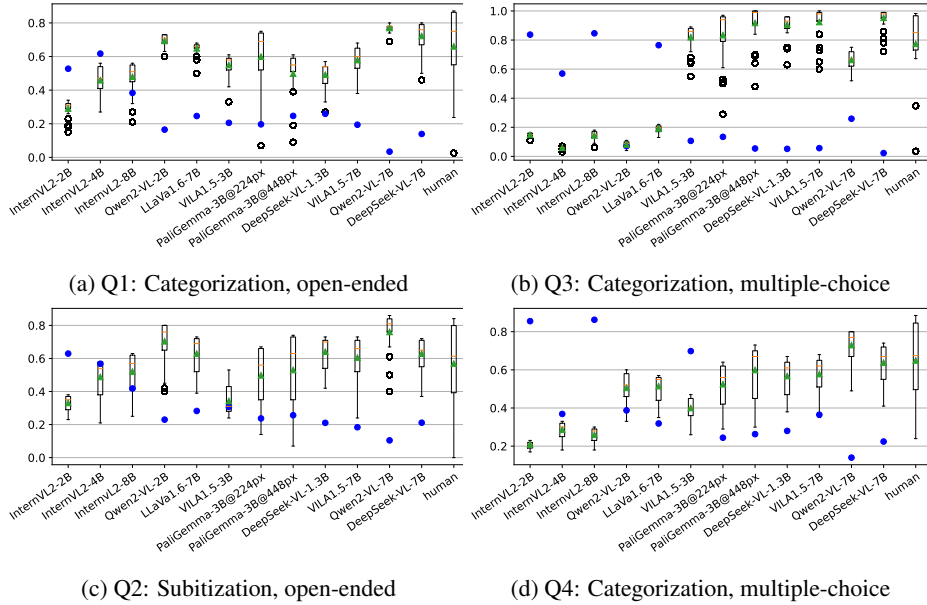 0.8
0.6
0.4
0.2
0.0
InternVL2-2B
InternVL2-4B
InternVL2-8B
Qwen2-VL-2B
LLaVa1.6-7B
VILA1.5-3B
PaliGemma-3B@224px
PaliGemma-3B@448px
DeepSeek-VL-1.3B
VILA1.5-7B
Qwen2-VL-7B
DeepSeek-VL-7B
human
(a) Q1: Categorization, open-ended
1.0
0.8
0.6
0.4
0.2
0.0
InternVL2-2B
InternVL2-4B
InternVL2-8B
Qwen2-VL-2B
LLaVa1.6-7B
VILA1.5-3B
PaliGemma-3B@224px
PaliGemma-3B@448px
DeepSeek-VL-1.3B
VILA1.5-7B
Qwen2-VL-7B
DeepSeek-VL-7B
human
(b) Q3: Categorization, multiple-choice
0.8
0.6
0.4
0.2
0.0
InternVL2-2B
InternVL2-4B
InternVL2-8B
Qwen2-VL-2B
LLaVa1.6-7B
VILA1.5-3B
PaliGemma-3B@224px
PaliGemma-3B@448px
DeepSeek-VL-1.3B
VILA1.5-7B
Qwen2-VL-7B
DeepSeek-VL-7B
human
(c) Q2: Subitization, open-ended
0.8
0.6
0.4
0.2
InternVL2-2B
InternVL2-4B
InternVL2-8B
Qwen2-VL-2B
LLaVa1.6-7B
VILA1.5-3B
PaliGemma-3B@224px
PaliGemma-3B@448px
DeepSeek-VL-1.3B
VILA1.5-7B
Qwen2-VL-7B
DeepSeek-VL-7B
human
(d) Q4: Categorization, multiple-choice